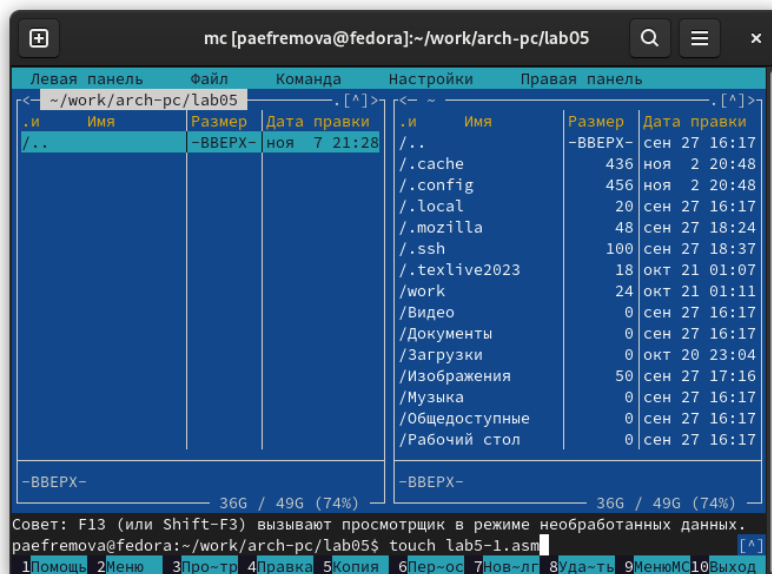 mc [paefremova@fedora]:~/work/arch-pc/lab05
Левая панель Файл Команда Настройки Правая панель
<— ~/work/arch-pc/lab05 .[^]> <— ~ .[^]>
.и Имя Размер Дата правки .и Имя Размер Дата правки
/.. -ВВЕРХ- ноя 7 21:28 /.. -ВВЕРХ- сен 27 16:17
/.cache 436 ноя 2 20:48
/.config 456 ноя 2 20:48
/.local 20 сен 27 16:17
/.mozilla 48 сен 27 18:24
/.ssh 100 сен 27 18:37
/.texlive2023 18 окт 21 01:07
/work 24 окт 21 01:11
/Видео 0 сен 27 16:17
/Документы 0 сен 27 16:17
/Загрузки 0 окт 20 23:04
/Изображения 50 сен 27 17:16
/Музыка 0 сен 27 16:17
/Общедоступные 0 сен 27 16:17
/Рабочий стол 0 сен 27 16:17
-ВВЕРХ- -ВВЕРХ-
36G / 49G (74%) 36G / 49G (74%)
Совет: F13 (или Shift-F3) вызывают просмотрщик в режиме необработанных данных.
paefremova@fedora:~/work/arch-pc/lab05$ touch lab5-1.asm [^]
1Помощь 2Меню 3Про~тр 4Правка 5Копия 6Пер~ос 7Нов~лг 8Уда~ть 9МенюMC 10Выход